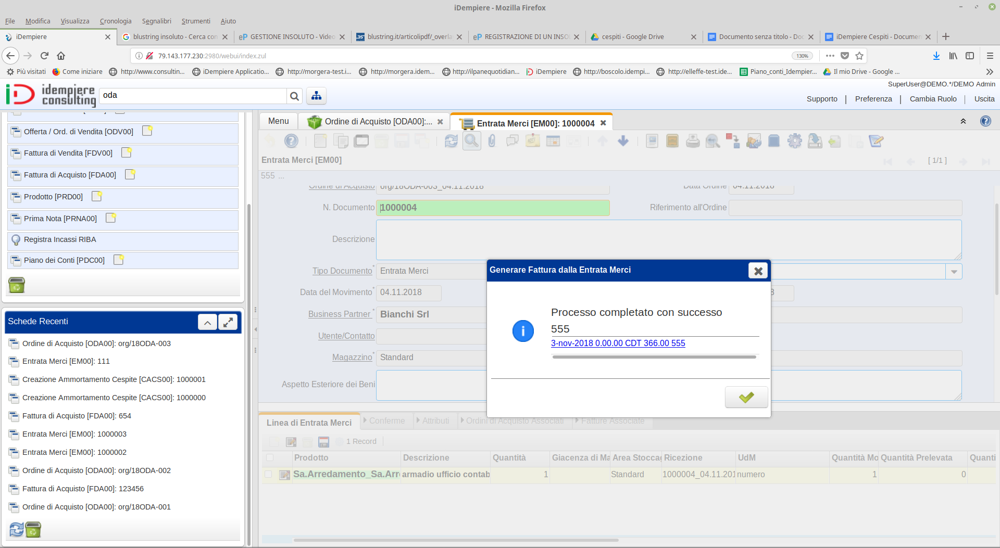 iDempiere - Mozilla Firefox
File Modifica Visualizza Cronologia Segnalibri Strumenti Aiuto
iDempiere
blustring insoluto - Cerca con
GESTIONE INSOLUTO - Video
blustring.it/articolipdf/_overla
REGISTRAZIONE DI UN INSO
cespiti - Google Drive
Documento senza titolo - Doc
iDempiere Cespiti - Documen
79.143.177.230:2980/webui/index.zul
130%
Più visitati
Come iniziare
http://www.consultin...
iDempiere Applicatio...
http://morgera-test.i...
http://morgera.idem...
http://ilpanequotidian...
iDempiere
http://boscolo.idempi...
http://elleffe-test.ide...
Piano_conti_Idempier...
Il mio Drive - Google ...
SuperUser@DEMO.*/DEMO Admin
idempiere
consulting
oda
Supporto | Preferenza | Cambia Ruolo | Uscita
Offerta / Ord. di Vendita [ODV00]
Fattura di Vendita [FDV00]
Fattura di Acquisto [FDA00]
Prodotto [PRD00]
Prima Nota [PRNA00]
Registra Incassi RIBA
Piano dei Conti [PDC00]
Schede Recenti
Ordine di Acquisto [ODA00]: org/18ODA-003
Entrata Merci [EM00]: 111
Creazione Ammortamento Cespite [CACS00]: 1000001
Creazione Ammortamento Cespite [CACS00]: 1000000
Fattura di Acquisto [FDA00]: 654
Entrata Merci [EM00]: 1000003
Entrata Merci [EM00]: 1000002
Ordine di Acquisto [ODA00]: org/18ODA-002
Fattura di Acquisto [FDA00]: 123456
Ordine di Acquisto [ODA00]: org/18ODA-001
Menu
Ordine di Acquisto [ODA00]:...
Entrata Merci [EM00]: 1000004
Entrata Merci [EM00]
[ 1/1 ]
555 ...
Ordine di Acquisto org/18ODA-003_04.11.2018 Data Ordine 04.11.2018
N. Documento 1000004 Riferimento all'Ordine
Descrizione
Tipo Documento* Entrata Merci
Data del Movimento* 04.11.2018 8
Business Partner * Bianchi Srl
Utente/Contatto
Magazzino* Standard
Aspetto Esteriore dei Beni
Generare Fattura dalla Entrata Merci
Processo completato con successo
555
3-nov-2018 0.00.00 CDT 366.00 555
Linea di Entrata Merci
Conferme
Attributi
Ordini di Acquisto Associati
Fatture Associate
1 Record
Prodotto Descrizione Quantità Giacenza di Ma Area Stoccag Ricezione UdM Quantità Mo Quantità Prelevata Quanti
Sa.Arredamento_Sa.Arr armadio ufficio contab 1 Standard 1000004_04.11.201 numero 1 0